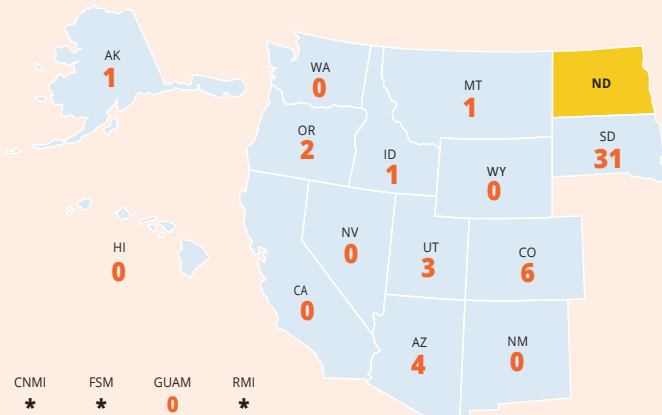 AK
1
WA
0
MT
1
ND
OR
2
ID
1
SD
31
WY
0
HI
0
NV
0
UT
3
CO
6
CA
0
AZ
4
NM
0
CNMI FSM GUAM RMI
* * 0 *